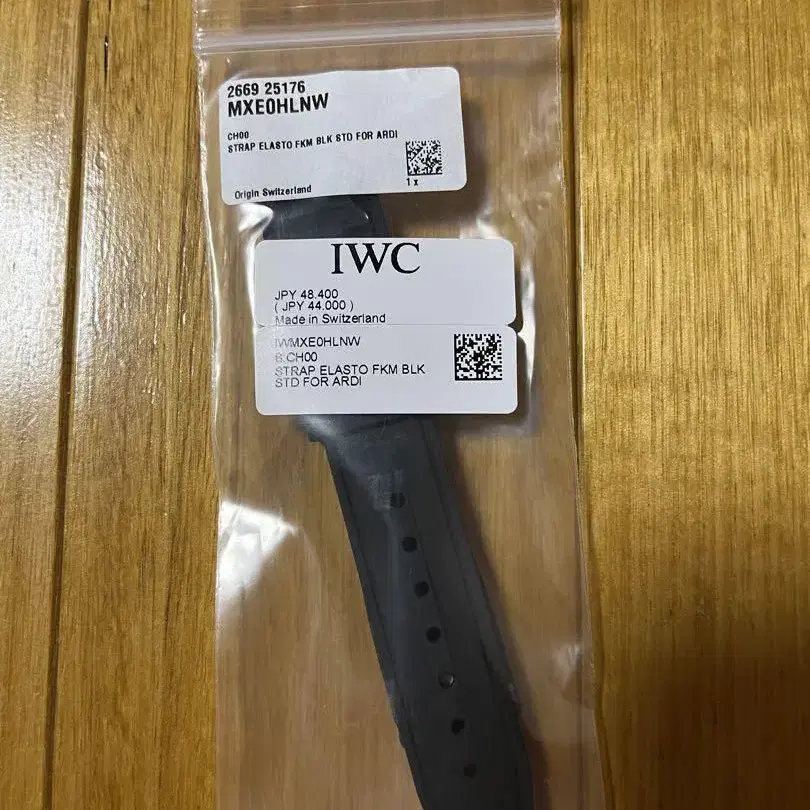 2669 25176
MXE0HLNW
CH00
STRAP ELASTO FKM BLK STD FOR ARDI
1 x
Origin Switzerland
IWC
JPY 48.400
( JPY 44.000 )
Made in Switzerland
IWMXE0HLNW
B:CH00
STRAP ELASTO FKM BLK
STD FOR ARDI